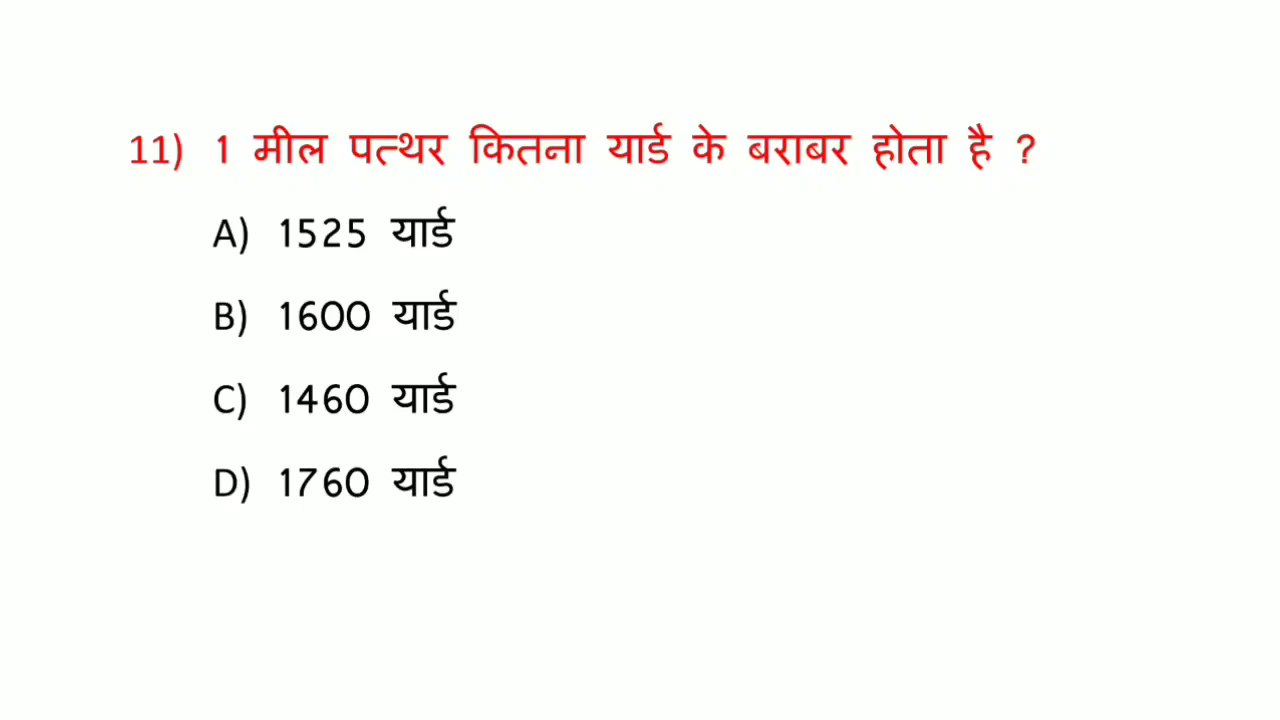 11) 1 मील पत्थर कितना यार्ड के बराबर होता है ?
A) 1525 यार्ड
B) 1600 यार्ड
C) 1460 यार्ड
D) 1760 यार्ड